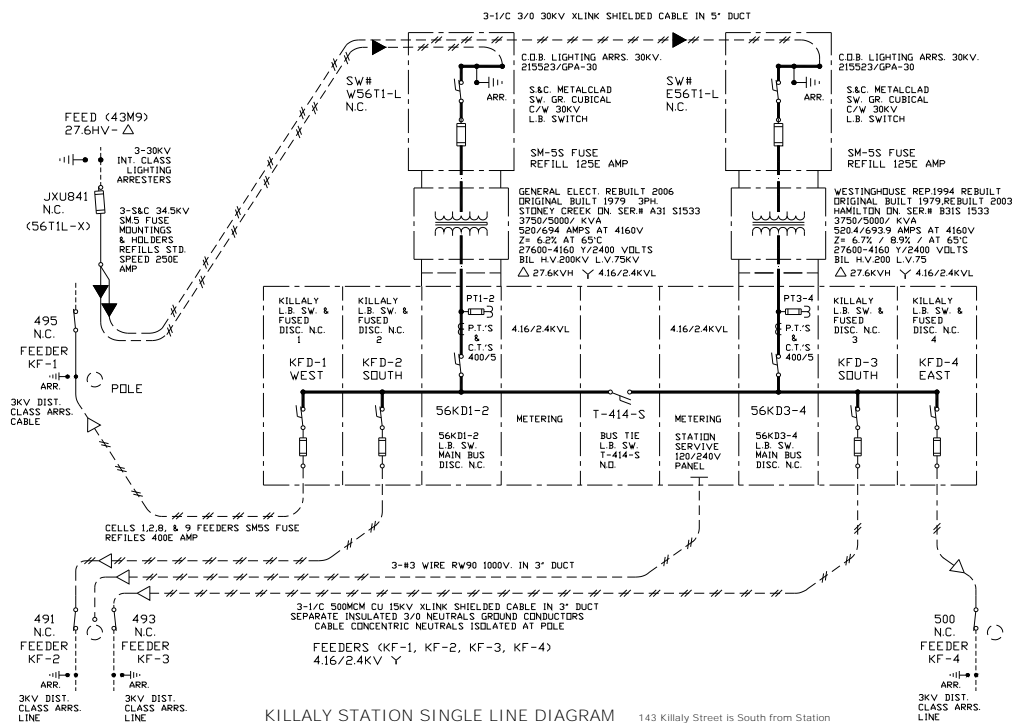 3-1/C 3/0 30KV XLINK SHIELDED CABLE IN 5" DUCT
C.O.B. LIGHTING ARRS. 30KV.
215523/GPA-30
SW#
W56T1-L
N.C.
ARR.
S.&C. METALCLAD
SW. GR. CUBICAL
C/W 30KV
L.B. SWITCH
SM-5S FUSE
REFILL 125E AMP
C.O.B. LIGHTING ARRS. 30KV.
215523/GPA-30
SW#
E56T1-L
N.C.
ARR.
S.&C. METALCLAD
SW. GR. CUBICAL
C/W 30KV
L.B. SWITCH
SM-5S FUSE
REFILL 125E AMP
FEED (43M9)
27.6HV- △
3-30KV
INT. CLASS
LIGHTING
ARRESTERS
JXU841
N.C.
(56T1L-X)
3-S&C 34.5KV
SM.5 FUSE
MOUNTINGS
& HOLDERS
REFILLS STD.
SPEED 250E
AMP
GENERAL ELECT. REBUILT 2006
ORIGINAL BUILT 1979 3PH.
STONEY CREEK ON. SER.# A31 S1533
3750/5000/ KVA
520/694 AMPS AT 4160V
Z= 6.2% AT 65°C
27600-4160 Y/2400 VOLTS
BIL H.V.200KV L.V.75KV
△ 27.6KVH Y 4.16/2.4KVL
WESTINGHOUSE REP.1994 REBUILT
ORIGINAL BUILT 1979,REBUILT 2003
HAMILTON ON. SER.# B3IS 1533
3750/5000/ KVA
520.4/693.9 AMPS AT 4160V
Z= 6.7% / 8.9% / AT 65°C
27600-4160 Y/2400 VOLTS
BIL H.V.200 L.V.75
△ 27.6KVH Y 4.16/2.4KVL
495
N.C.
FEEDER
KF-1
ARR.
POLE
3KV DIST.
CLASS ARRS.
CABLE
KILLALY
L.B. SW. &
FUSED
DISC. N.C.
1
KFD-1
WEST
KILLALY
L.B. SW. &
FUSED
DISC. N.C.
2
KFD-2
SOUTH
PT1-2
P.T.'S
&
C.T.'S
400/5
4.16/2.4KVL
4.16/2.4KVL
PT3-4
P.T.'S
&
C.T.'S
400/5
KILLALY
L.B. SW. &
FUSED
DISC. N.C.
3
KFD-3
SOUTH
KILLALY
L.B. SW. &
FUSED
DISC. N.C.
4
KFD-4
EAST
56KD1-2
56KD1-2
L.B. SW.
MAIN BUS
DISC. N.C.
METERING
T-414-S
BUS TIE
L.B. SW.
T-414-S
N.O.
METERING
STATION
SERVIVE
120/240V
PANEL
56KD3-4
56KD3-4
L.B. SW.
MAIN BUS
DISC. N.C.
CELLS 1,2,8, & 9 FEEDERS SM5S FUSE
REFILES 400E AMP
3-#3 WIRE RW90 1000V. IN 3" DUCT
3-1/C 500MCM CU 15KV XLINK SHIELDED CABLE IN 3" DUCT
SEPARATE INSULATED 3/0 NEUTRALS GROUND CONDUCTORS
CABLE CONCENTRIC NEUTRALS ISOLATED AT POLE
FEEDERS (KF-1, KF-2, KF-3, KF-4)
4.16/2.4KV Y
491
N.C.
FEEDER
KF-2
ARR.
3KV DIST.
CLASS ARRS.
LINE
493
N.C.
FEEDER
KF-3
ARR.
3KV DIST.
CLASS ARRS.
LINE
500
N.C.
FEEDER
KF-4
ARR.
3KV DIST.
CLASS ARRS.
LINE
KILLALY STATION SINGLE LINE DIAGRAM
143 Killaly Street is South from Station